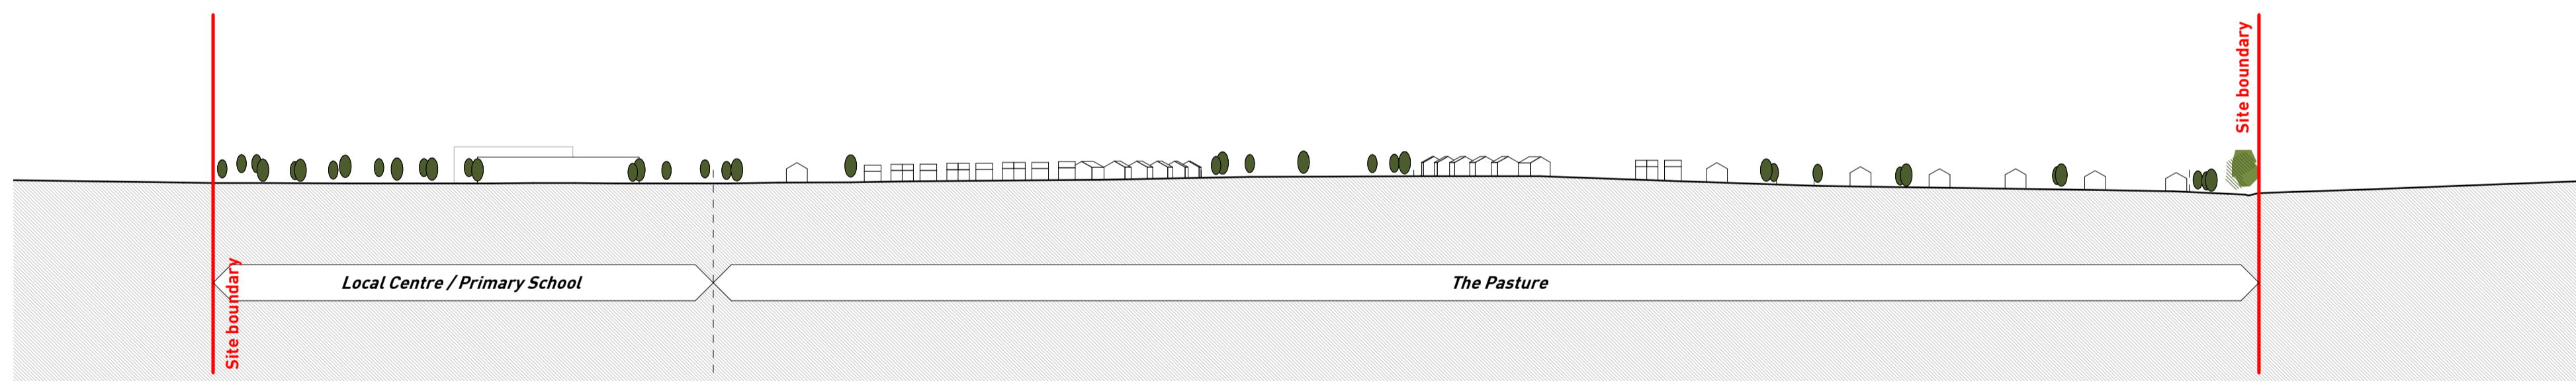 Site boundary
Site boundary
Local Centre / Primary School
The Pasture